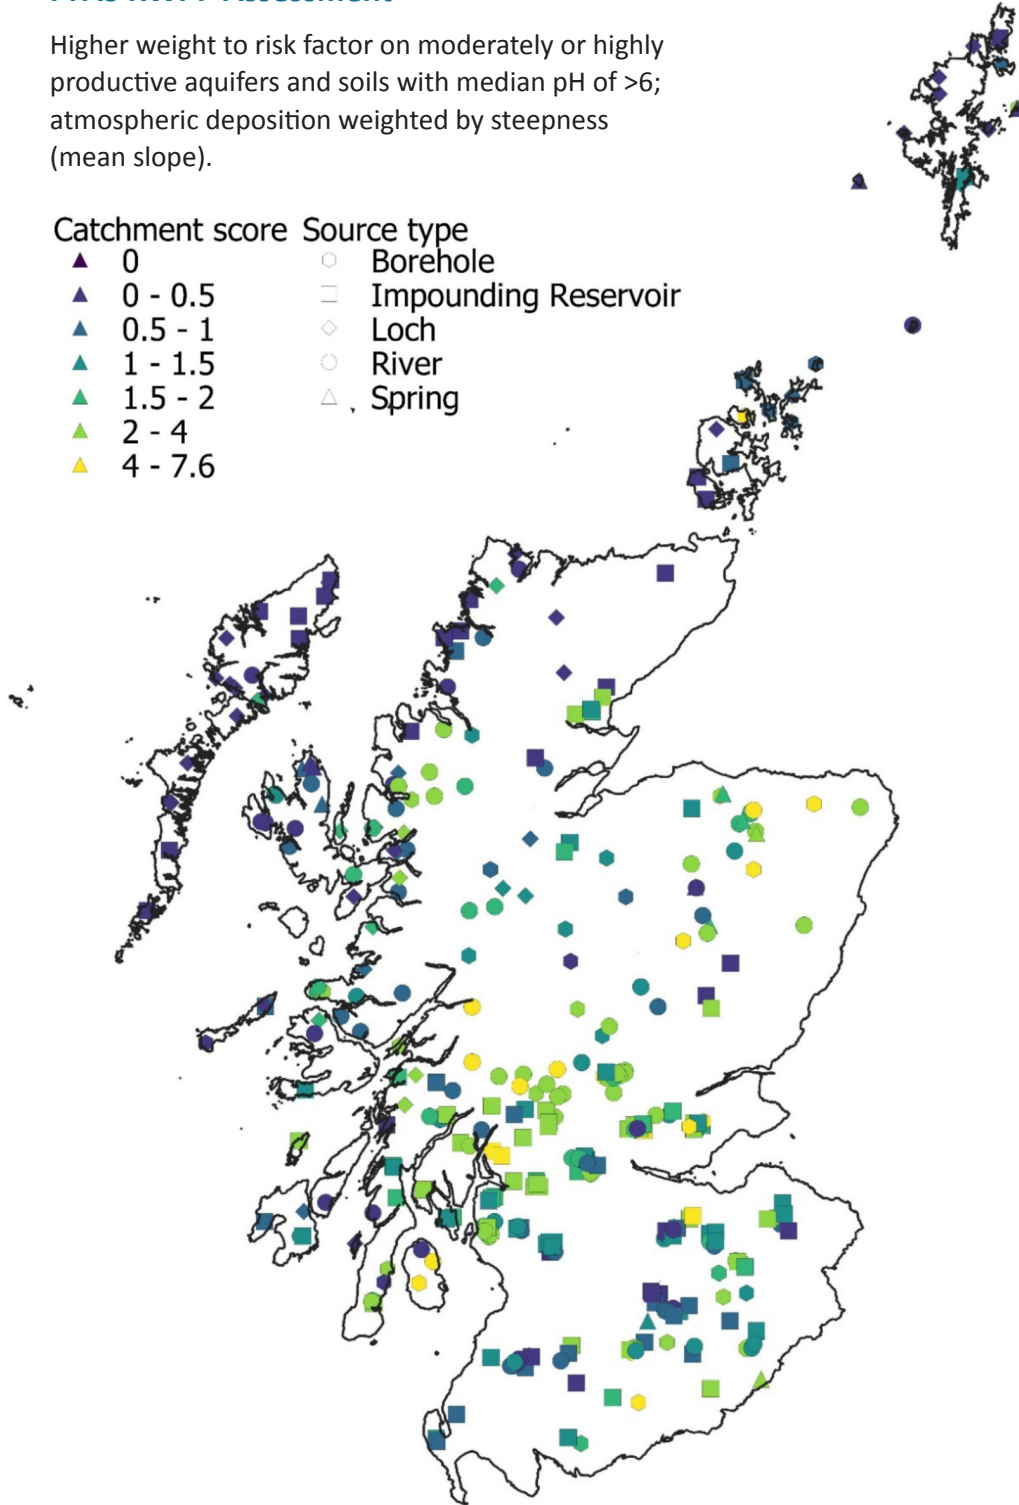 Higher weight to risk factor on moderately or highly
productive aquifers and soils with median pH of >6;
atmospheric deposition weighted by steepness
(mean slope).
Catchment score Source type
0 Borehole
0 - 0.5 Impounding Reservoir
0.5 - 1 Loch
1 - 1.5 River
1.5 - 2 Spring
2 - 4
4 - 7.6